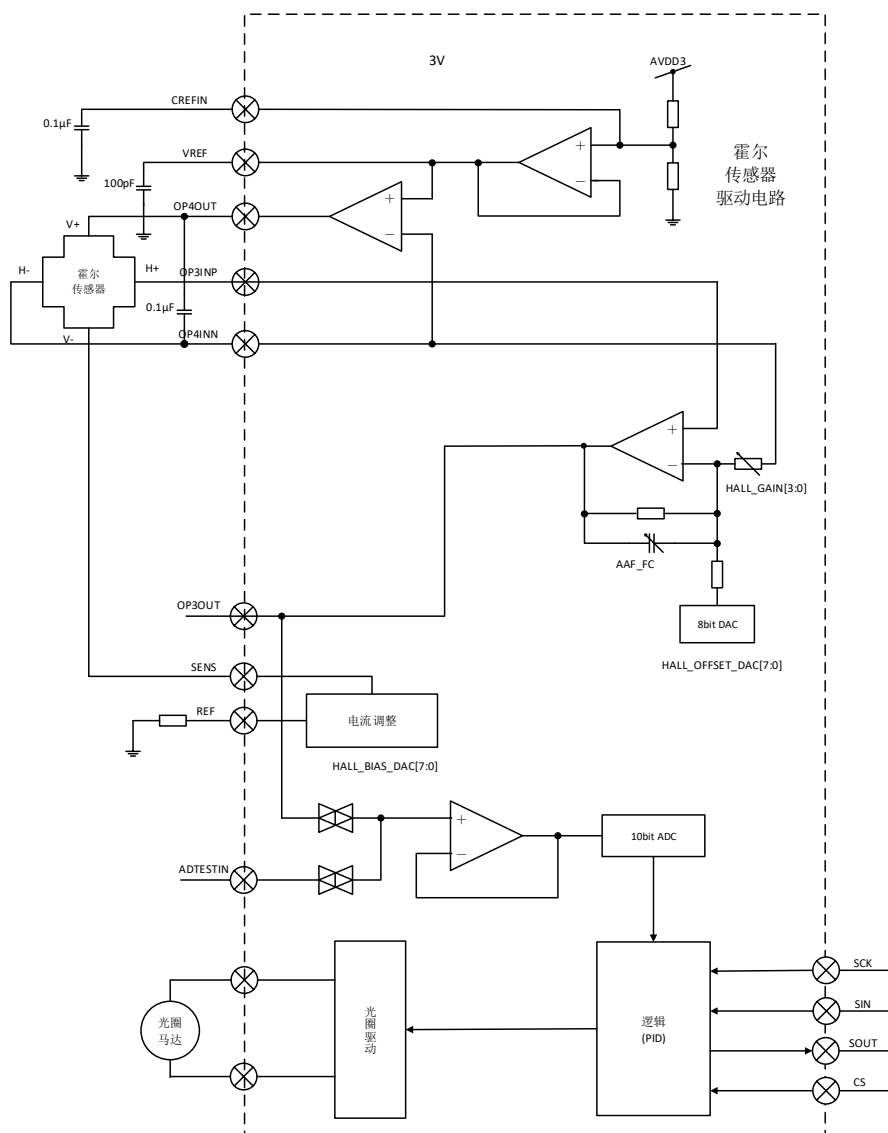 3V
AVDD3
CREFIN
0.1μF
VREF
100pF
霍尔
传感器
驱动电路
+
−
OP4OUT
+
−
V+
H-
H+
霍尔
传感器
OP3INP
0.1μF
V-
OP4INN
+
−
HALL_GAIN[3:0]
AAF_FC
OP3OUT
8bit DAC
HALL_OFFSET_DAC[7:0]
SENS
REF
电流调整
HALL_BIAS_DAC[7:0]
+
−
10bit ADC
ADTESTIN
SCK
光圈
马达
光圈驱动
逻辑
(PID)
SIN
SOUT
CS